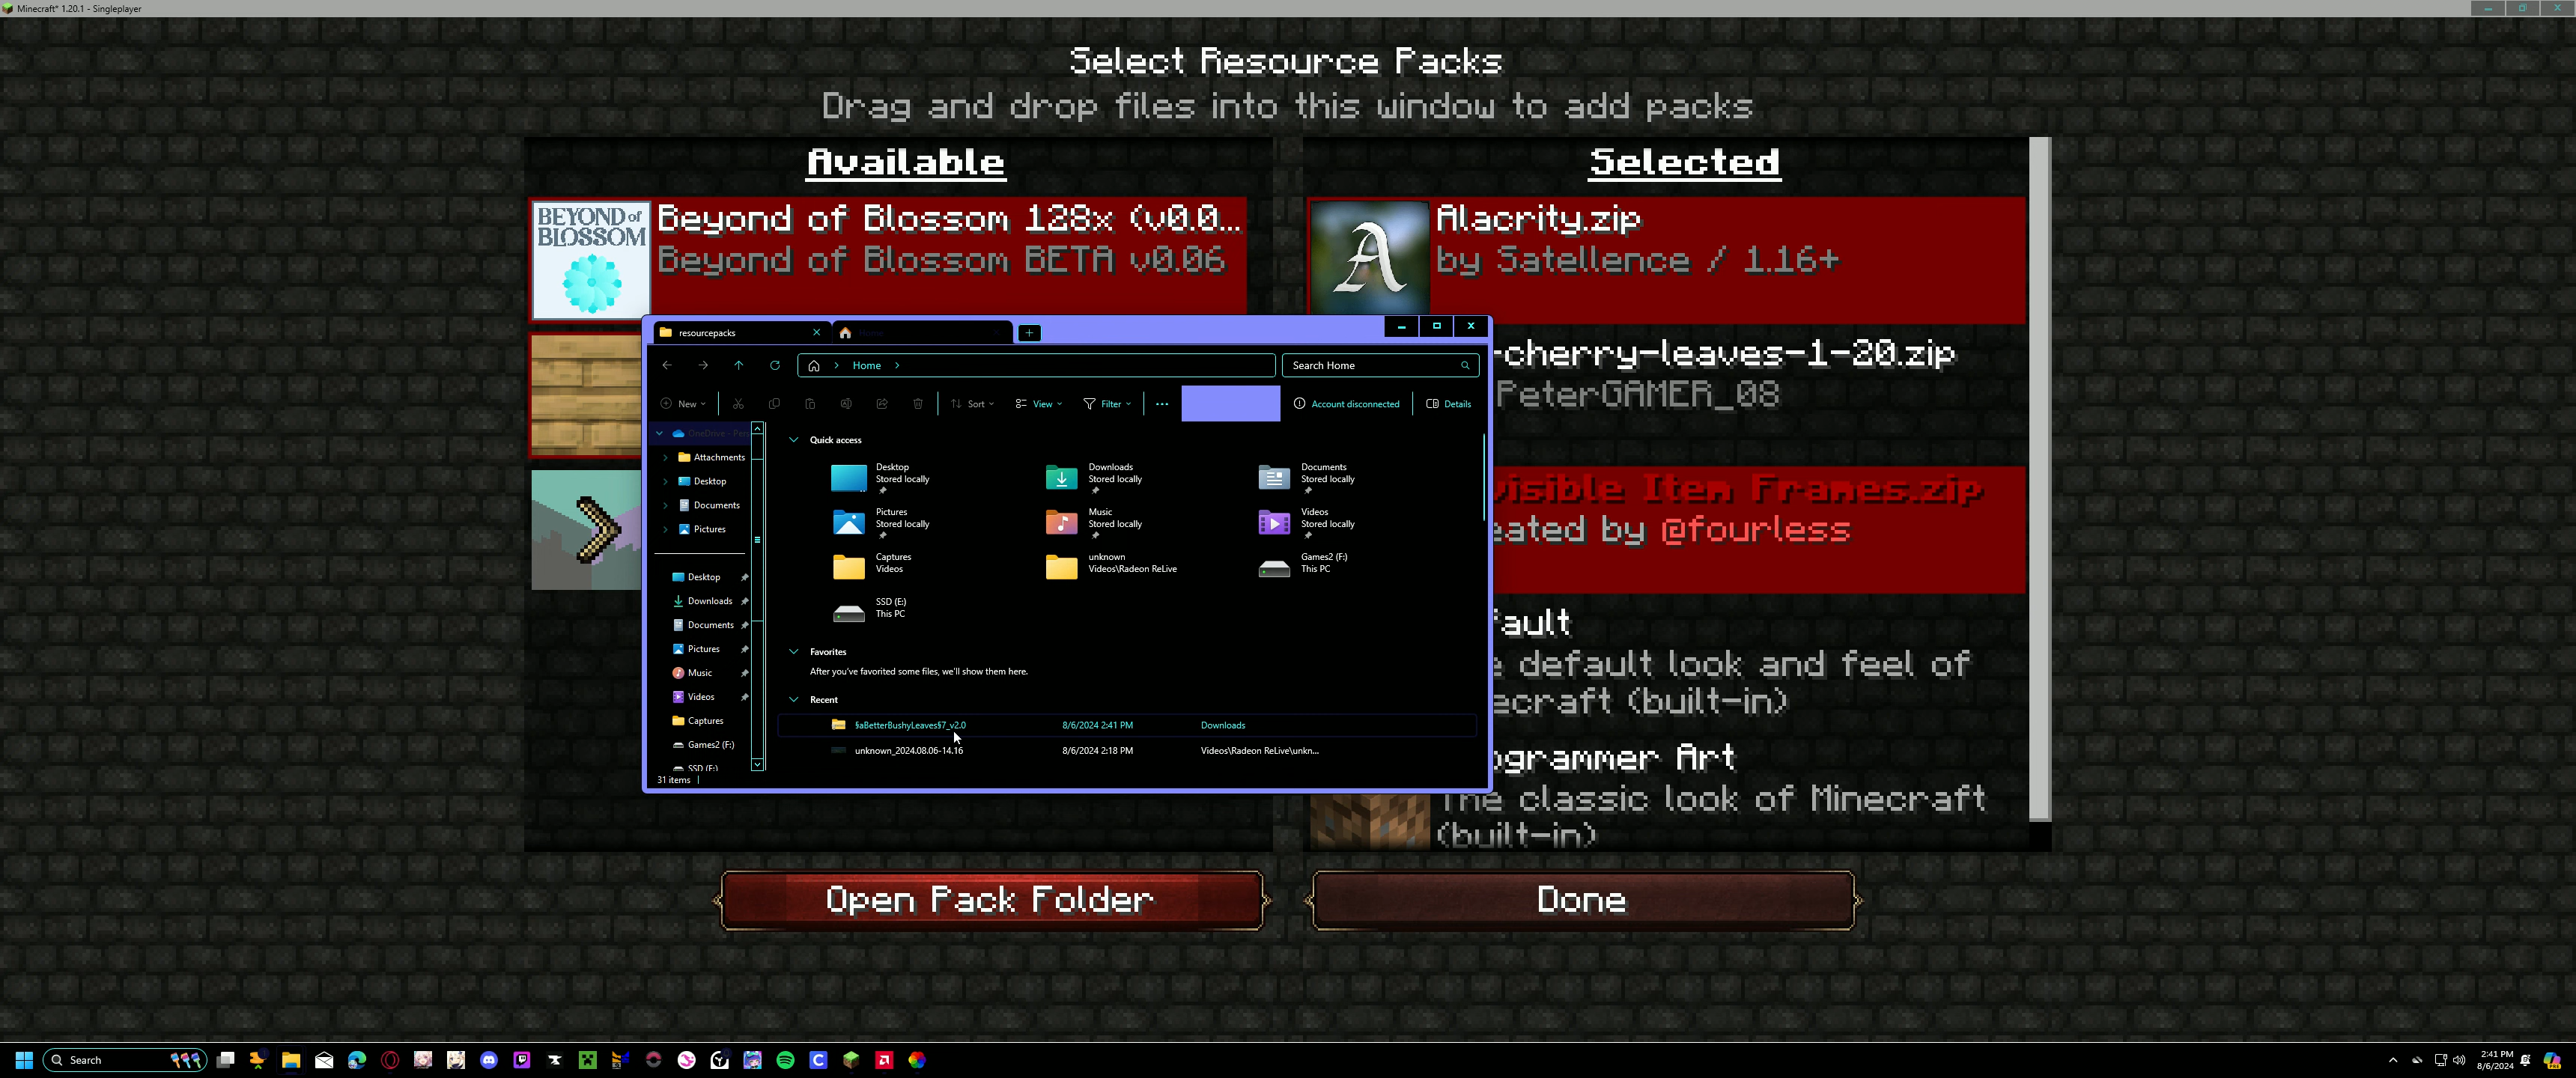 Minecraft* 1.20.1 - Singleplayer
Select Resource Packs
Drag and drop files into this window to add packs
Available
BEYOND of
BLOSSOM
Beyond of Blossom 128x (v0.0...
Beyond of Blossom BETA v0.06
Selected
A
Alacrity.zip
by Satellence / 1.16+
-cherry-leaves-1-20.zip
PeterGAMER_08
visible Item Frames.zip
eated by @fourless
fault
e default look and feel of
ecraft (built-in)
ogrammer Art
The classic look of Minecraft
(built-in)
resourcepacks
Home
Search Home
New
Sort
View
Filter
Account disconnected
Details
OneDrive - Pers
Attachments
Desktop
Documents
Pictures
Desktop
Downloads
Documents
Pictures
Music
Videos
Captures
Games2 (F:)
SSD (E:)
Quick access
Desktop
Stored locally
Downloads
Stored locally
Documents
Stored locally
Pictures
Stored locally
Music
Stored locally
Videos
Stored locally
Captures
Videos
unknown
Videos\Radeon ReLive
Games2 (F:)
This PC
SSD (E:)
This PC
Favorites
After you've favorited some files, we'll show them here.
Recent
§aBetterBushyLeaves§7_v2.0 8/6/2024 2:41 PM Downloads
unknown_2024.08.06-14.16 8/6/2024 2:18 PM Videos\Radeon ReLive\unkn...
31 items
Open Pack Folder
Done
Search
2:41 PM
8/6/2024